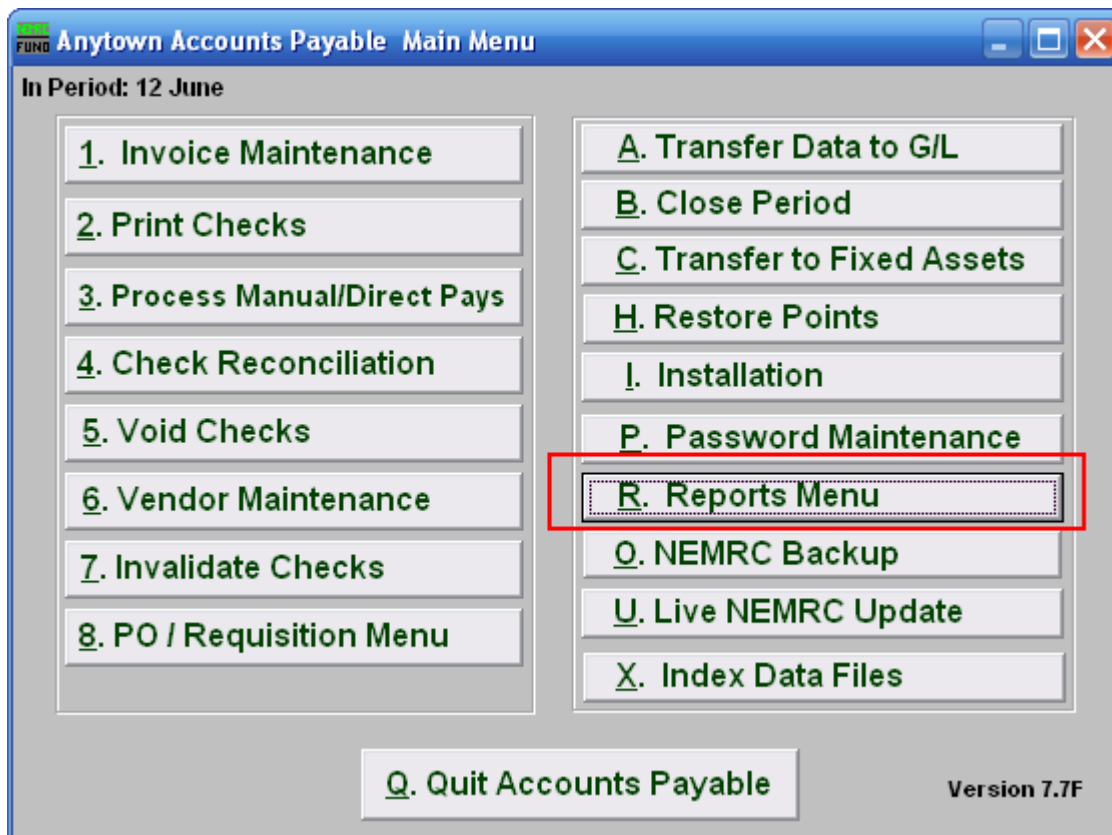 NEMRC
FUND Anytown Accounts Payable Main Menu
In Period: 12 June
1. Invoice Maintenance
2. Print Checks
3. Process Manual/Direct Pays
4. Check Reconciliation
5. Void Checks
6. Vendor Maintenance
7. Invalidate Checks
8. PO / Requisition Menu
A. Transfer Data to G/L
B. Close Period
C. Transfer to Fixed Assets
H. Restore Points
I. Installation
P. Password Maintenance
R. Reports Menu
O. NEMRC Backup
U. Live NEMRC Update
X. Index Data Files
Q. Quit Accounts Payable
Version 7.7F